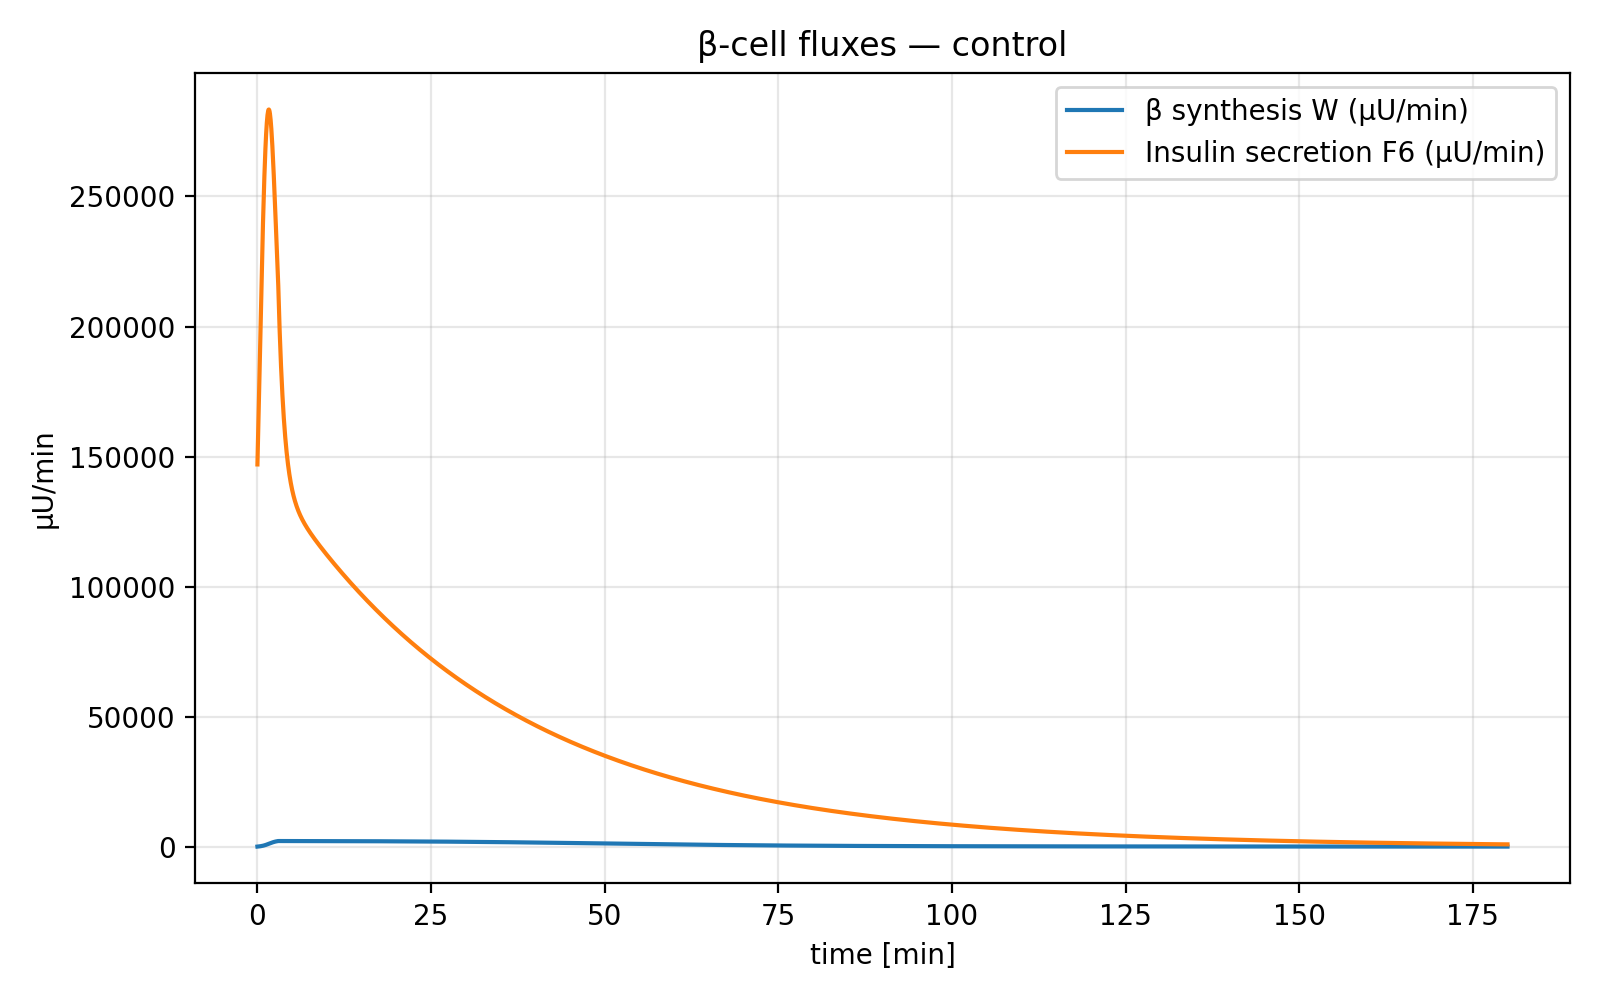 β-cell fluxes — control
β synthesis W (μU/min)
Insulin secretion F6 (μU/min)
μU/min
250000
200000
150000
100000
50000
0
0 25 50 75 100 125 150 175
time [min]